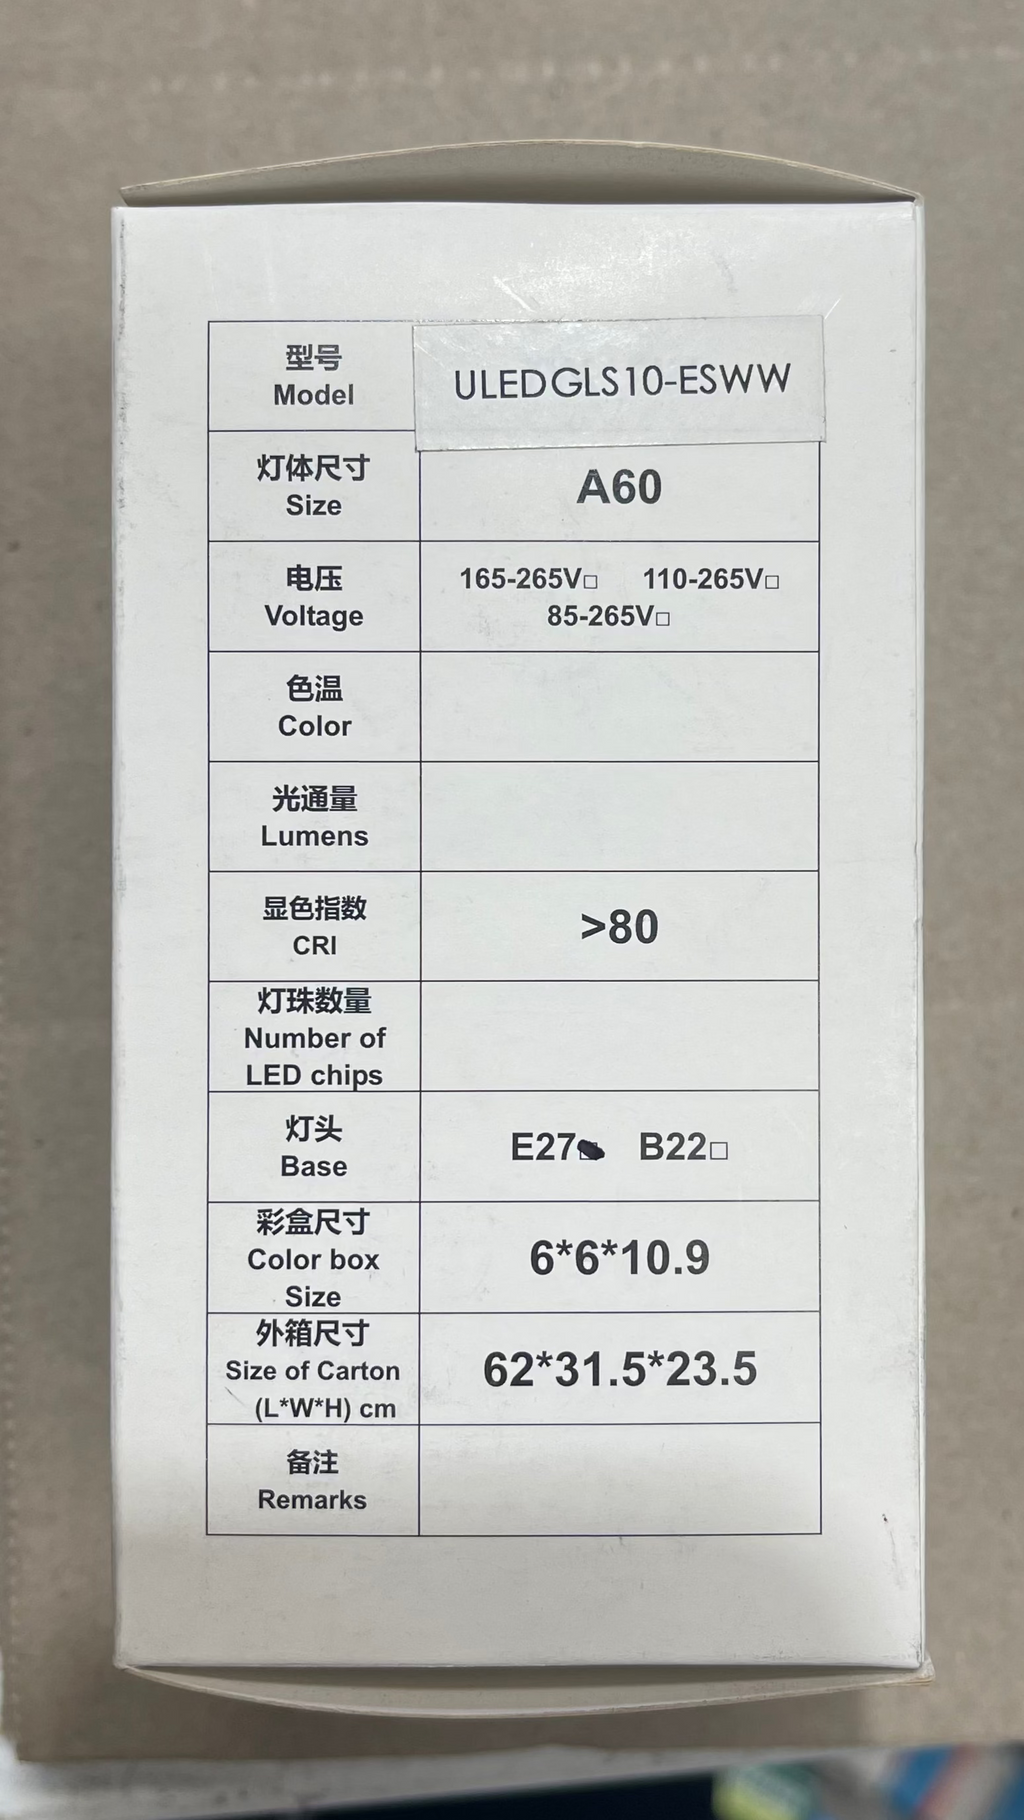 型号
Model
ULEDGLS10-ESWW
灯体尺寸
Size
A60
电压
Voltage
165-265V□ 110-265V□
85-265V□
色温
Color
光通量
Lumens
显色指数
CRI
>80
灯珠数量
Number of
LED chips
灯头
Base
E27■ B22□
彩盒尺寸
Color box
Size
6*6*10.9
外箱尺寸
Size of Carton
(L*W*H) cm
62*31.5*23.5
备注
Remarks